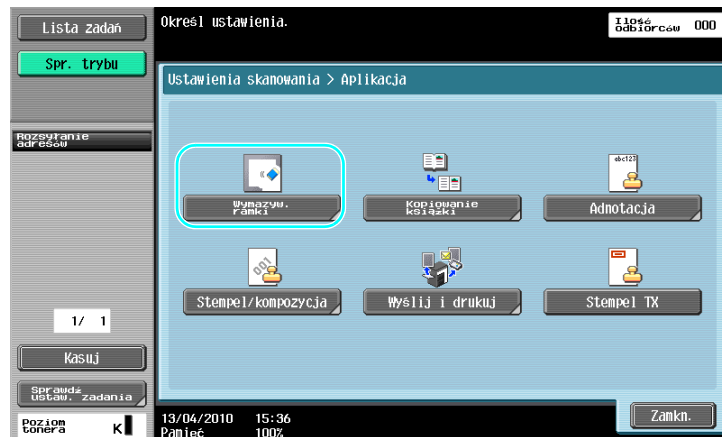 Lista zadań
Określ ustawienia.
Ilość
odbiorców 000
Spr. trybu
Ustawienia skanowania > Aplikacja
Rozsyłanie
adresów
abc123
Wymazyw.
ramki
Kopiowanie
książki
Adnotacja
001
Stempel/kompozycja
Wyślij i drukuj
Stempel TX
1/ 1
Kasuj
Sprawdź
ustaw. zadania
Zamkn.
Poziom
tonera K
13/04/2010 15:36
Pamięć 100%